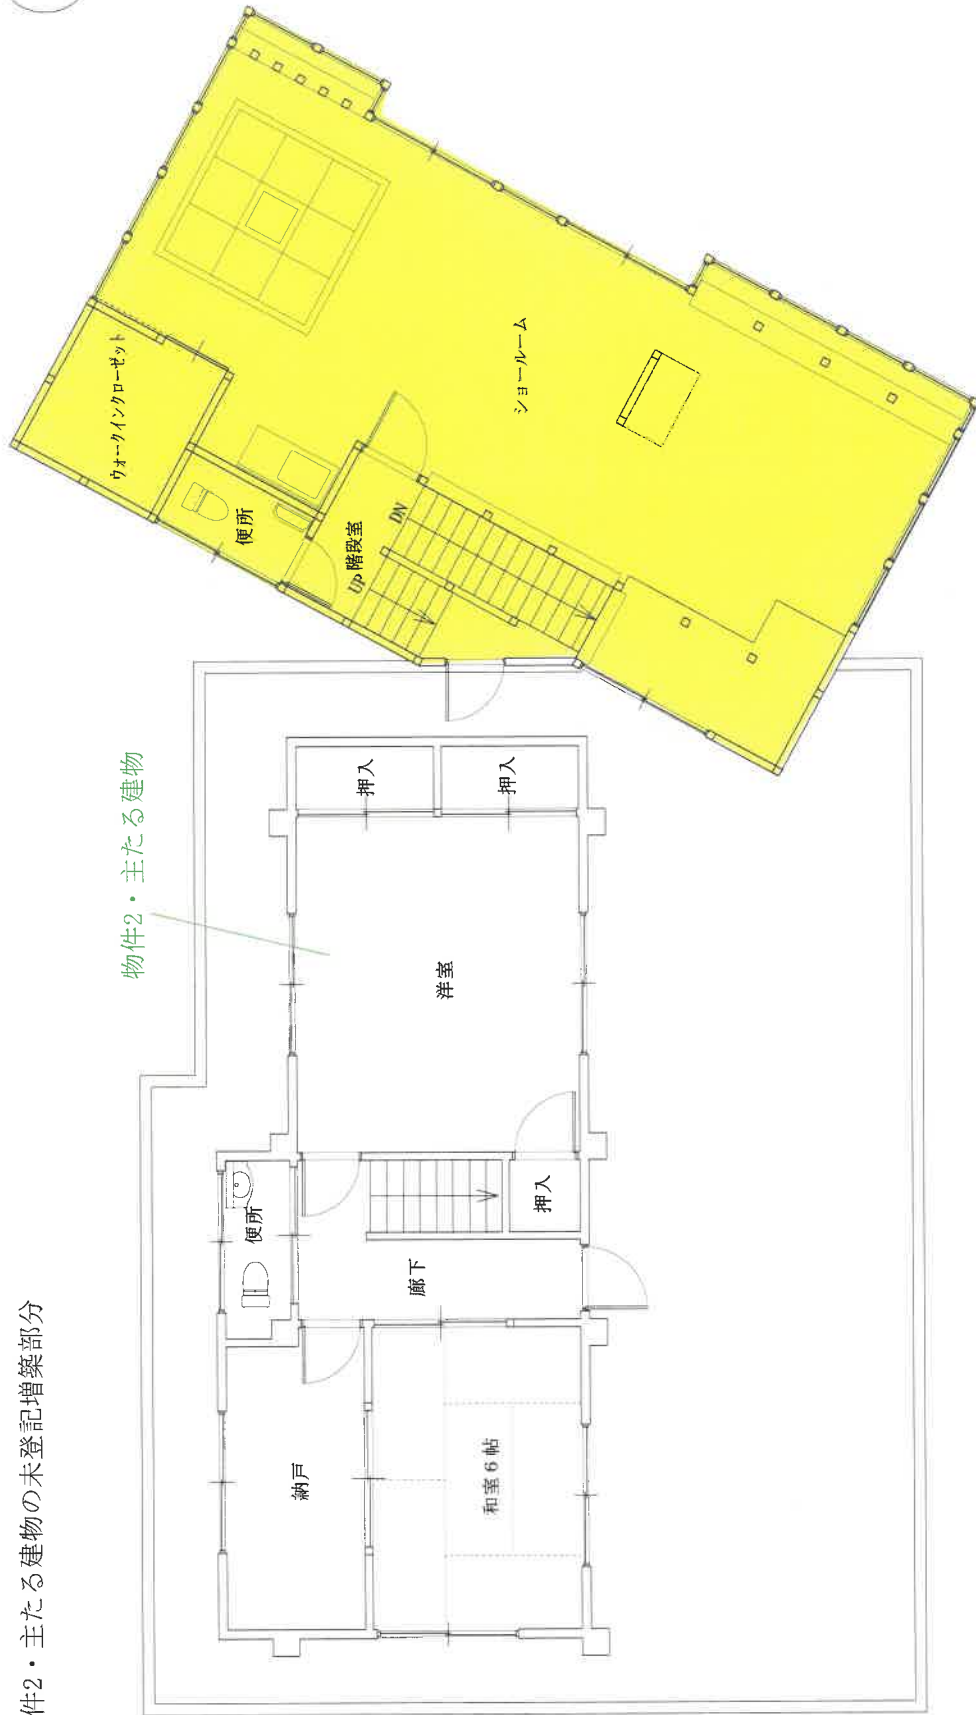 件2・主たる建物の未登記増築部分
物件2・主たる建物
納戸
和室6帖
便所
廊下
押入
洋室
押入
押入
ウォークインクローゼット
便所
UP
階段室
DN
ショールーム